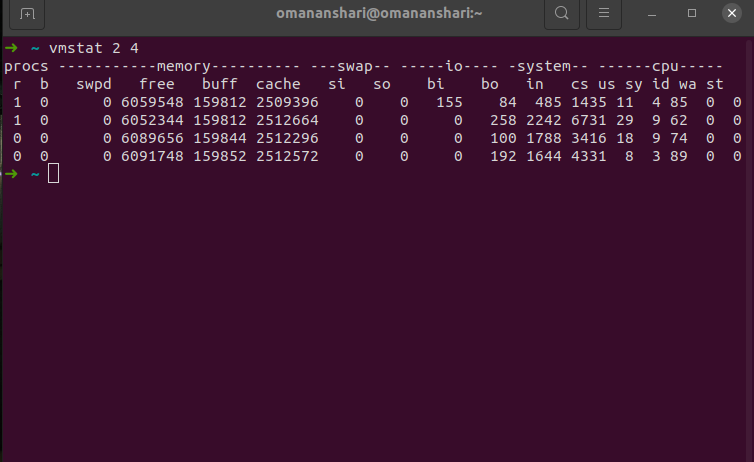 omananshari@omananshari:~
➜  ~ vmstat 2 4
procs -----------memory---------- ---swap-- -----io---- -system-- ------cpu-----
 r  b   swpd   free   buff  cache   si   so    bi    bo   in   cs us sy id wa st
 1  0      0 6059548 159812 2509396    0    0   155    84  485 1435 11  4 85  0  0
 1  0      0 6052344 159812 2512664    0    0     0   258 2242 6731 29  9 62  0  0
 0  0      0 6089656 159844 2512296    0    0     0   100 1788 3416 18  9 74  0  0
 0  0      0 6091748 159852 2512572    0    0     0   192 1644 4331  8  3 89  0  0
➜  ~